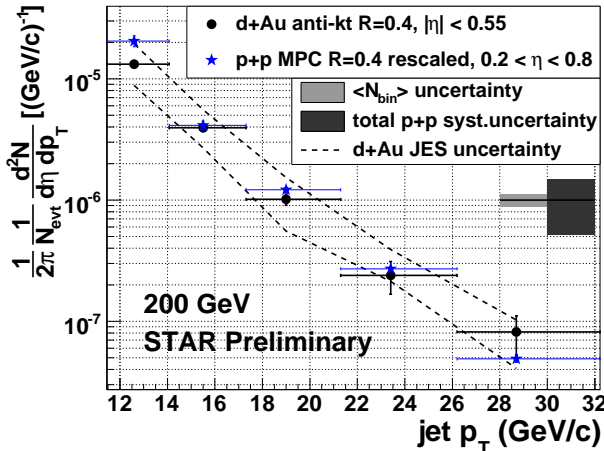 d+Au anti-kt R=0.4, |η| < 0.55
p+p MPC R=0.4 rescaled, 0.2 < η < 0.8
<N_bin> uncertainty
total p+p syst.uncertainty
d+Au JES uncertainty
1/2π 1/N_evt d²N/dη dp_T [(GeV/c)⁻¹]
10⁻⁵
10⁻⁶
10⁻⁷
200 GeV
STAR Preliminary
12 14 16 18 20 22 24 26 28 30 32
jet p_T (GeV/c)